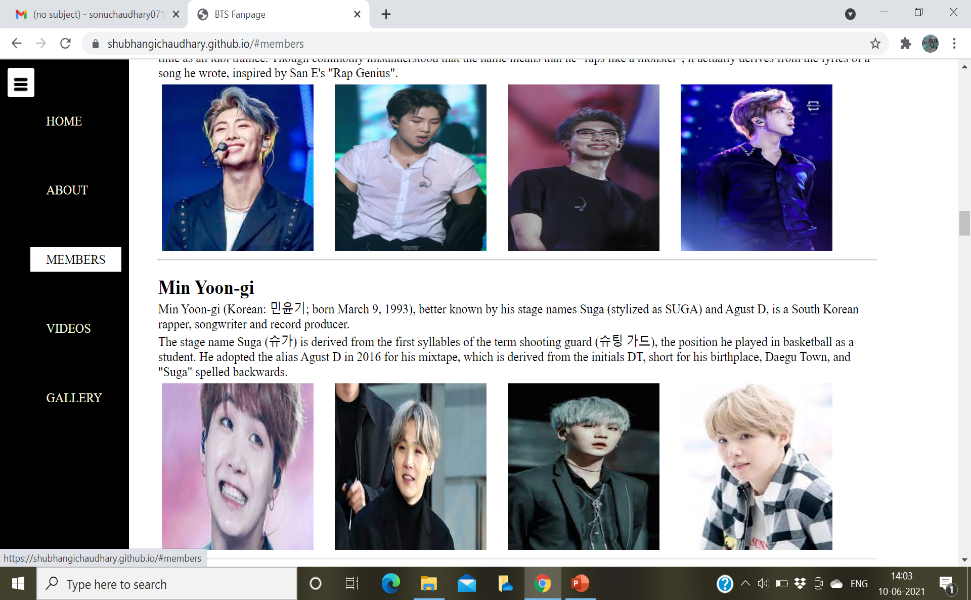 (no subject) - sonuchaudhary071
BTS Fanpage
shubhangichaudhary.github.io/#members
time as an idol trainee. Though commonly misunderstood that the name means that he "raps like a monster", it actually derives from the lyrics of a
song he wrote, inspired by San E's "Rap Genius".
HOME
ABOUT
MEMBERS
VIDEOS
GALLERY
Min Yoon-gi
Min Yoon-gi (Korean: 민윤기; born March 9, 1993), better known by his stage names Suga (stylized as SUGA) and Agust D, is a South Korean
rapper, songwriter and record producer.
The stage name Suga (슈가) is derived from the first syllables of the term shooting guard (슈팅 가드), the position he played in basketball as a
student. He adopted the alias Agust D in 2016 for his mixtape, which is derived from the initials DT, short for his birthplace, Daegu Town, and
"Suga" spelled backwards.
https://shubhangichaudhary.github.io/#members
Type here to search
ENG
14:03
10-06-2021
1